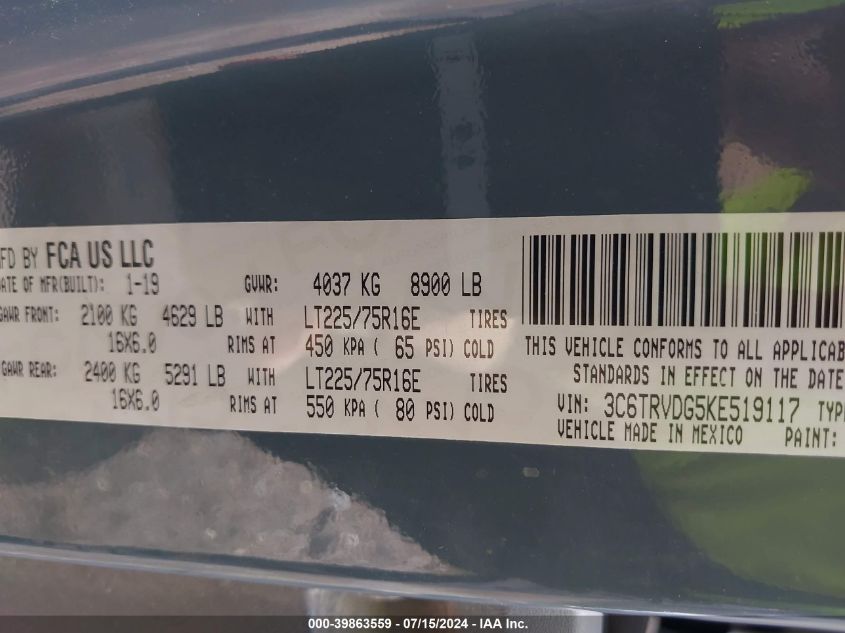 MFD BY FCA US LLC
DATE OF MFR(BUILT): 1-19 GVWR: 4037 KG 8900 LB
GAWR FRONT: 2100 KG 4629 LB WITH LT225/75R16E TIRES
16X6.0 RIMS AT 450 KPA ( 65 PSI) COLD
GAWR REAR: 2400 KG 5291 LB WITH LT225/75R16E TIRES
16X6.0 RIMS AT 550 KPA ( 80 PSI) COLD
THIS VEHICLE CONFORMS TO ALL APPLICAB
STANDARDS IN EFFECT ON THE DATE
VIN: 3C6TRVDG5KE519117 TYPE
VEHICLE MADE IN MEXICO PAINT:
000-39863559 / 07/15/2024 - IAA Inc.